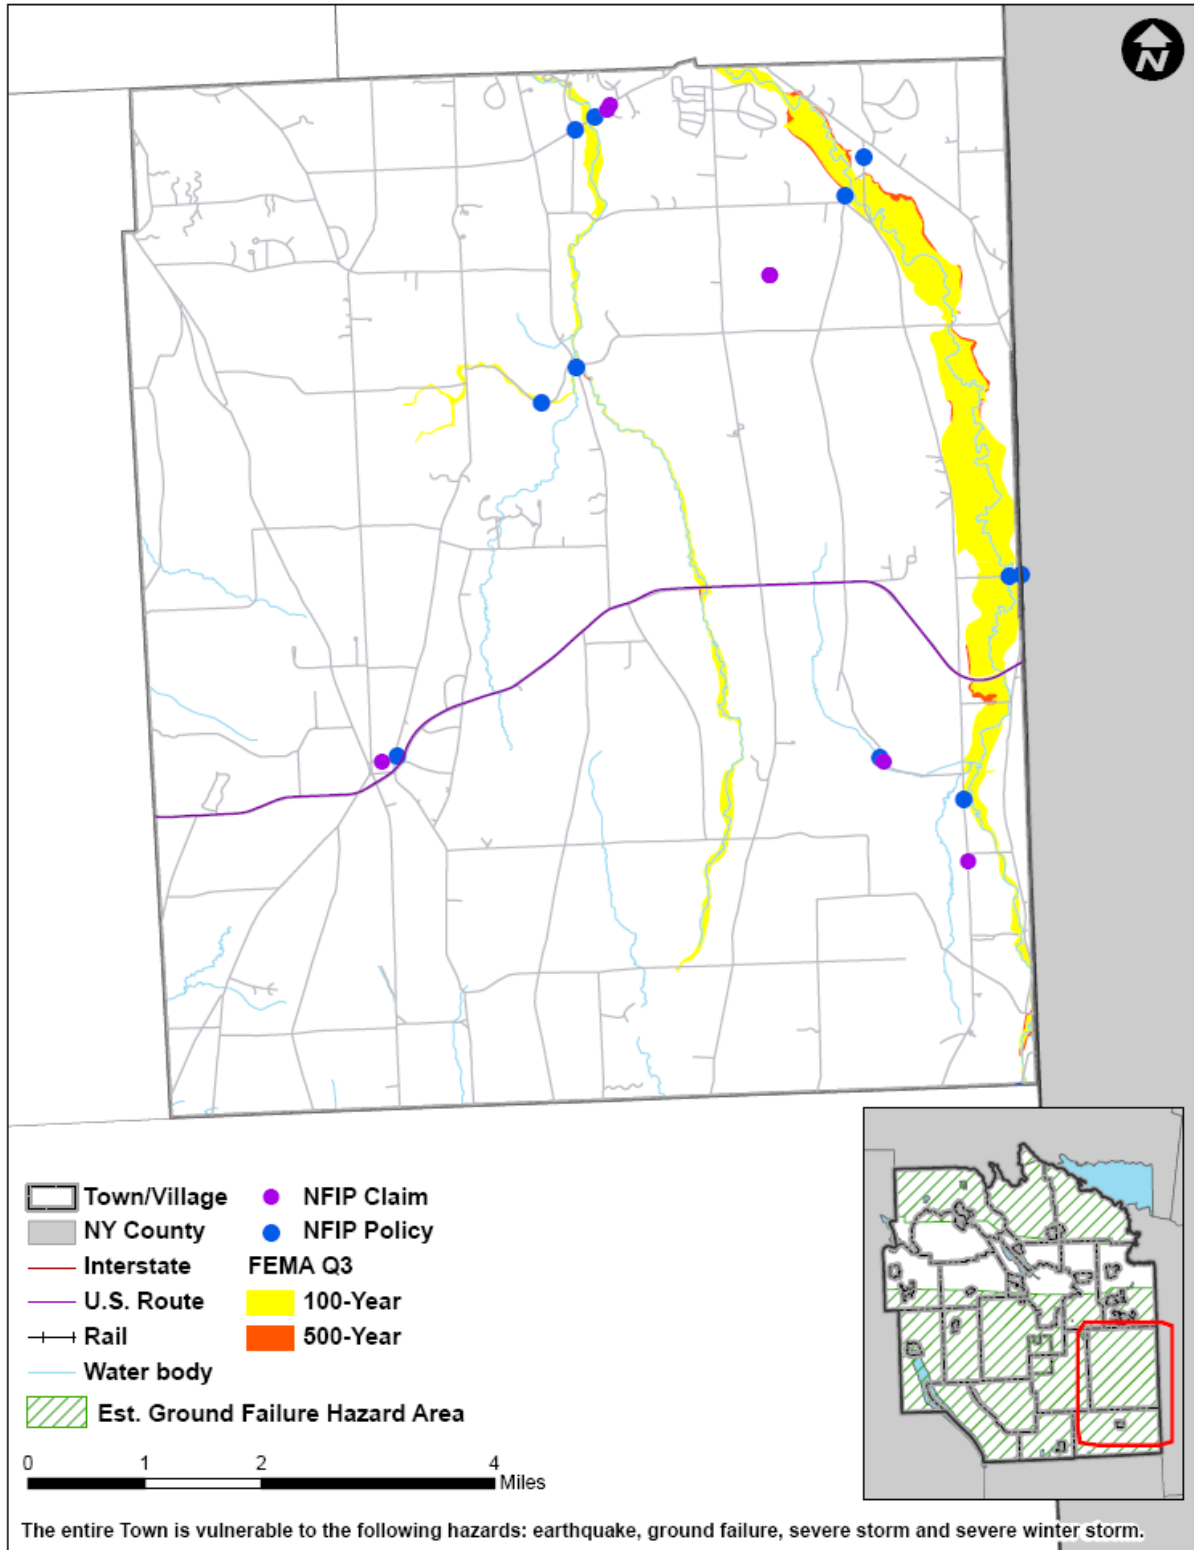 N
Town/Village
NFIP Claim
NY County
NFIP Policy
Interstate
FEMA Q3
U.S. Route
100-Year
Rail
500-Year
Water body
Est. Ground Failure Hazard Area
0 1 2 4
Miles
The entire Town is vulnerable to the following hazards: earthquake, ground failure, severe storm and severe winter storm.